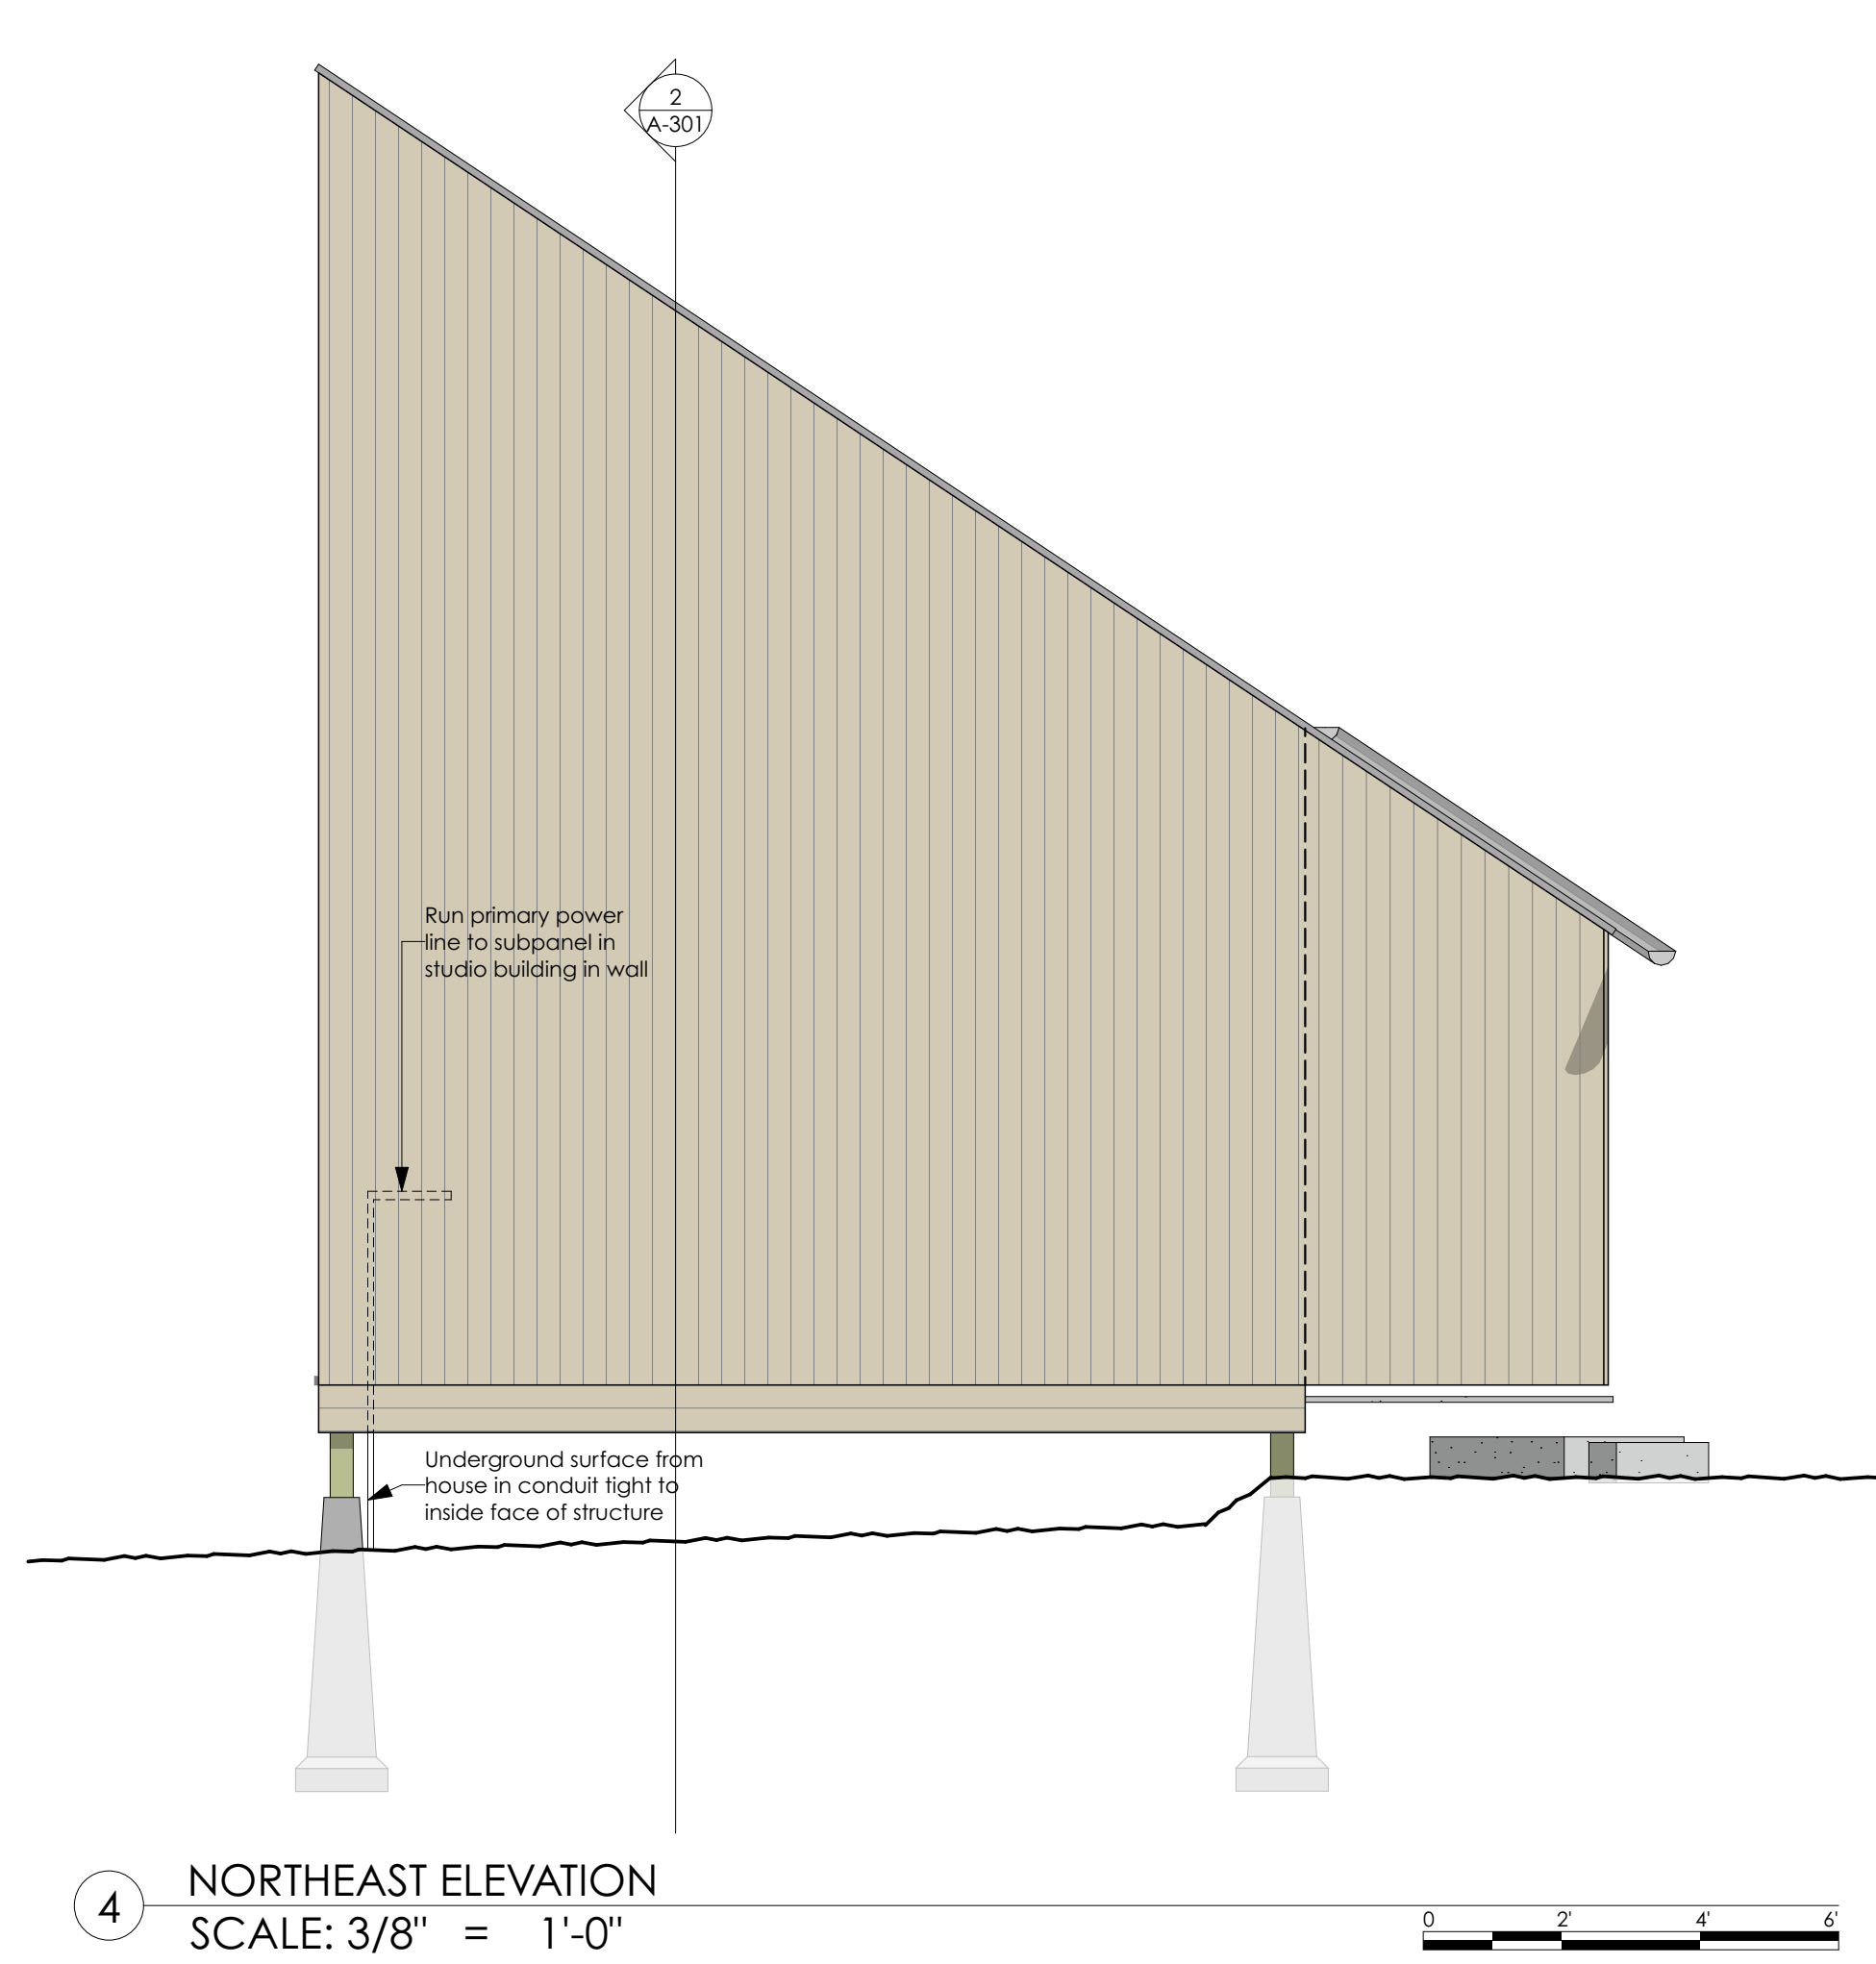 2
A-301
Run primary power
line to subpanel in
studio building in wall
Underground surface from
house in conduit tight to
inside face of structure
4
NORTHEAST ELEVATION
SCALE: 3/8" = 1'-0"
0 2' 4' 6'